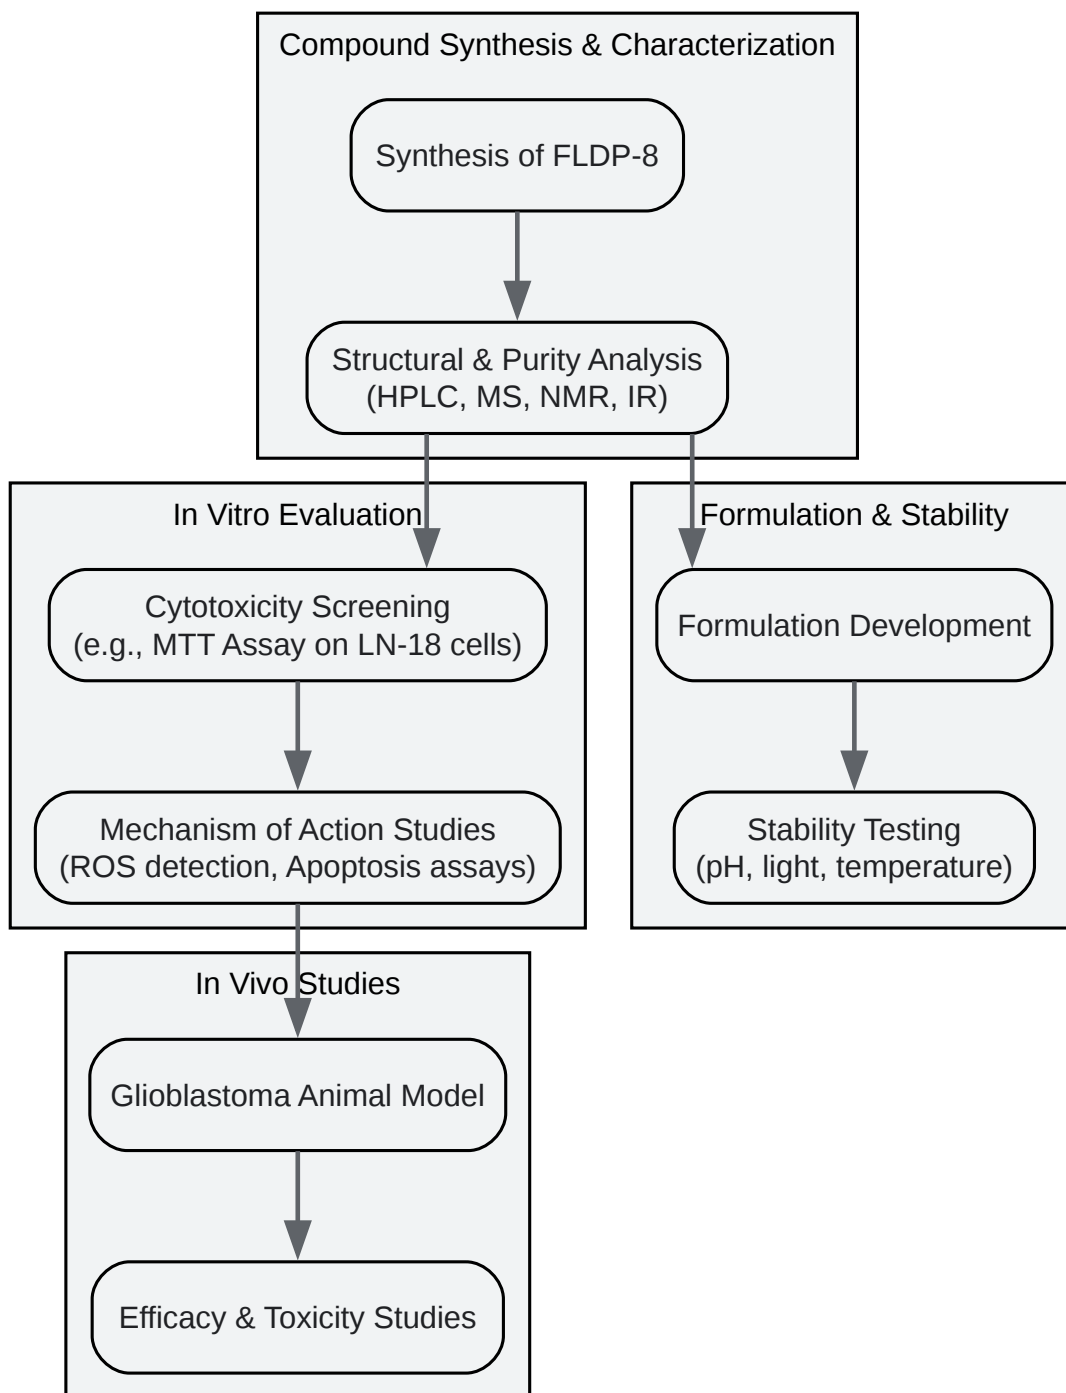 Compound Synthesis & Characterization
Synthesis of FLDP-8
Structural & Purity Analysis
(HPLC, MS, NMR, IR)
In Vitro Evaluation
Cytotoxicity Screening
(e.g., MTT Assay on LN-18 cells)
Mechanism of Action Studies
(ROS detection, Apoptosis assays)
Formulation & Stability
Formulation Development
Stability Testing
(pH, light, temperature)
In Vivo Studies
Glioblastoma Animal Model
Efficacy & Toxicity Studies